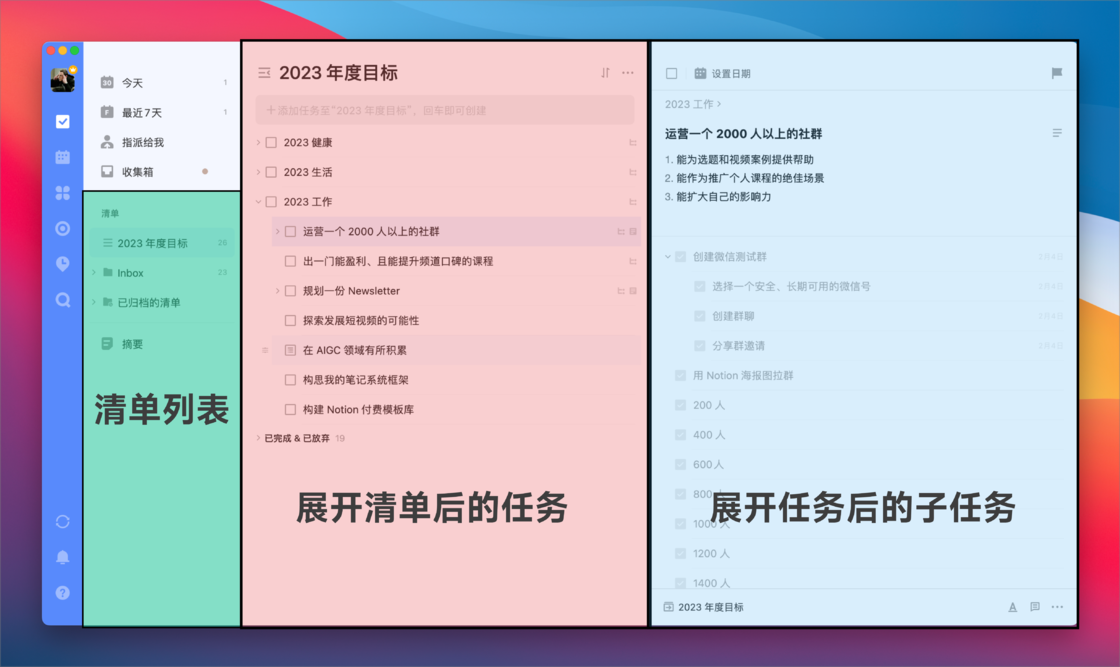 30 今天 1
最近7天 1
指派给我
收集箱
清单
2023 年度目标 26
Inbox 23
已归档的清单
摘要
清单列表
2023 年度目标
+ 添加任务至“2023 年度目标”，回车即可创建
2023 健康
2023 生活
2023 工作
运营一个 2000 人以上的社群
出一门能盈利、且能提升频道口碑的课程
规划一份 Newsletter
探索发展短视频的可能性
在 AIGC 领域有所积累
构思我的笔记系统框架
构建 Notion 付费模板库
已完成 & 已放弃 19
展开清单后的任务
设置日期
2023 工作 >
运营一个 2000 人以上的社群
1. 能为选题和视频案例提供帮助
2. 能作为推广个人课程的绝佳场景
3. 能扩大自己的影响力
创建微信测试群 2月4日
选择一个安全、长期可用的微信号 2月4日
创建群聊 2月4日
分享群邀请 2月4日
用 Notion 海报图拉群
200 人
400 人
600 人
800
展开任务后的子任务
1000 人
1200 人
1400 人
2023 年度目标